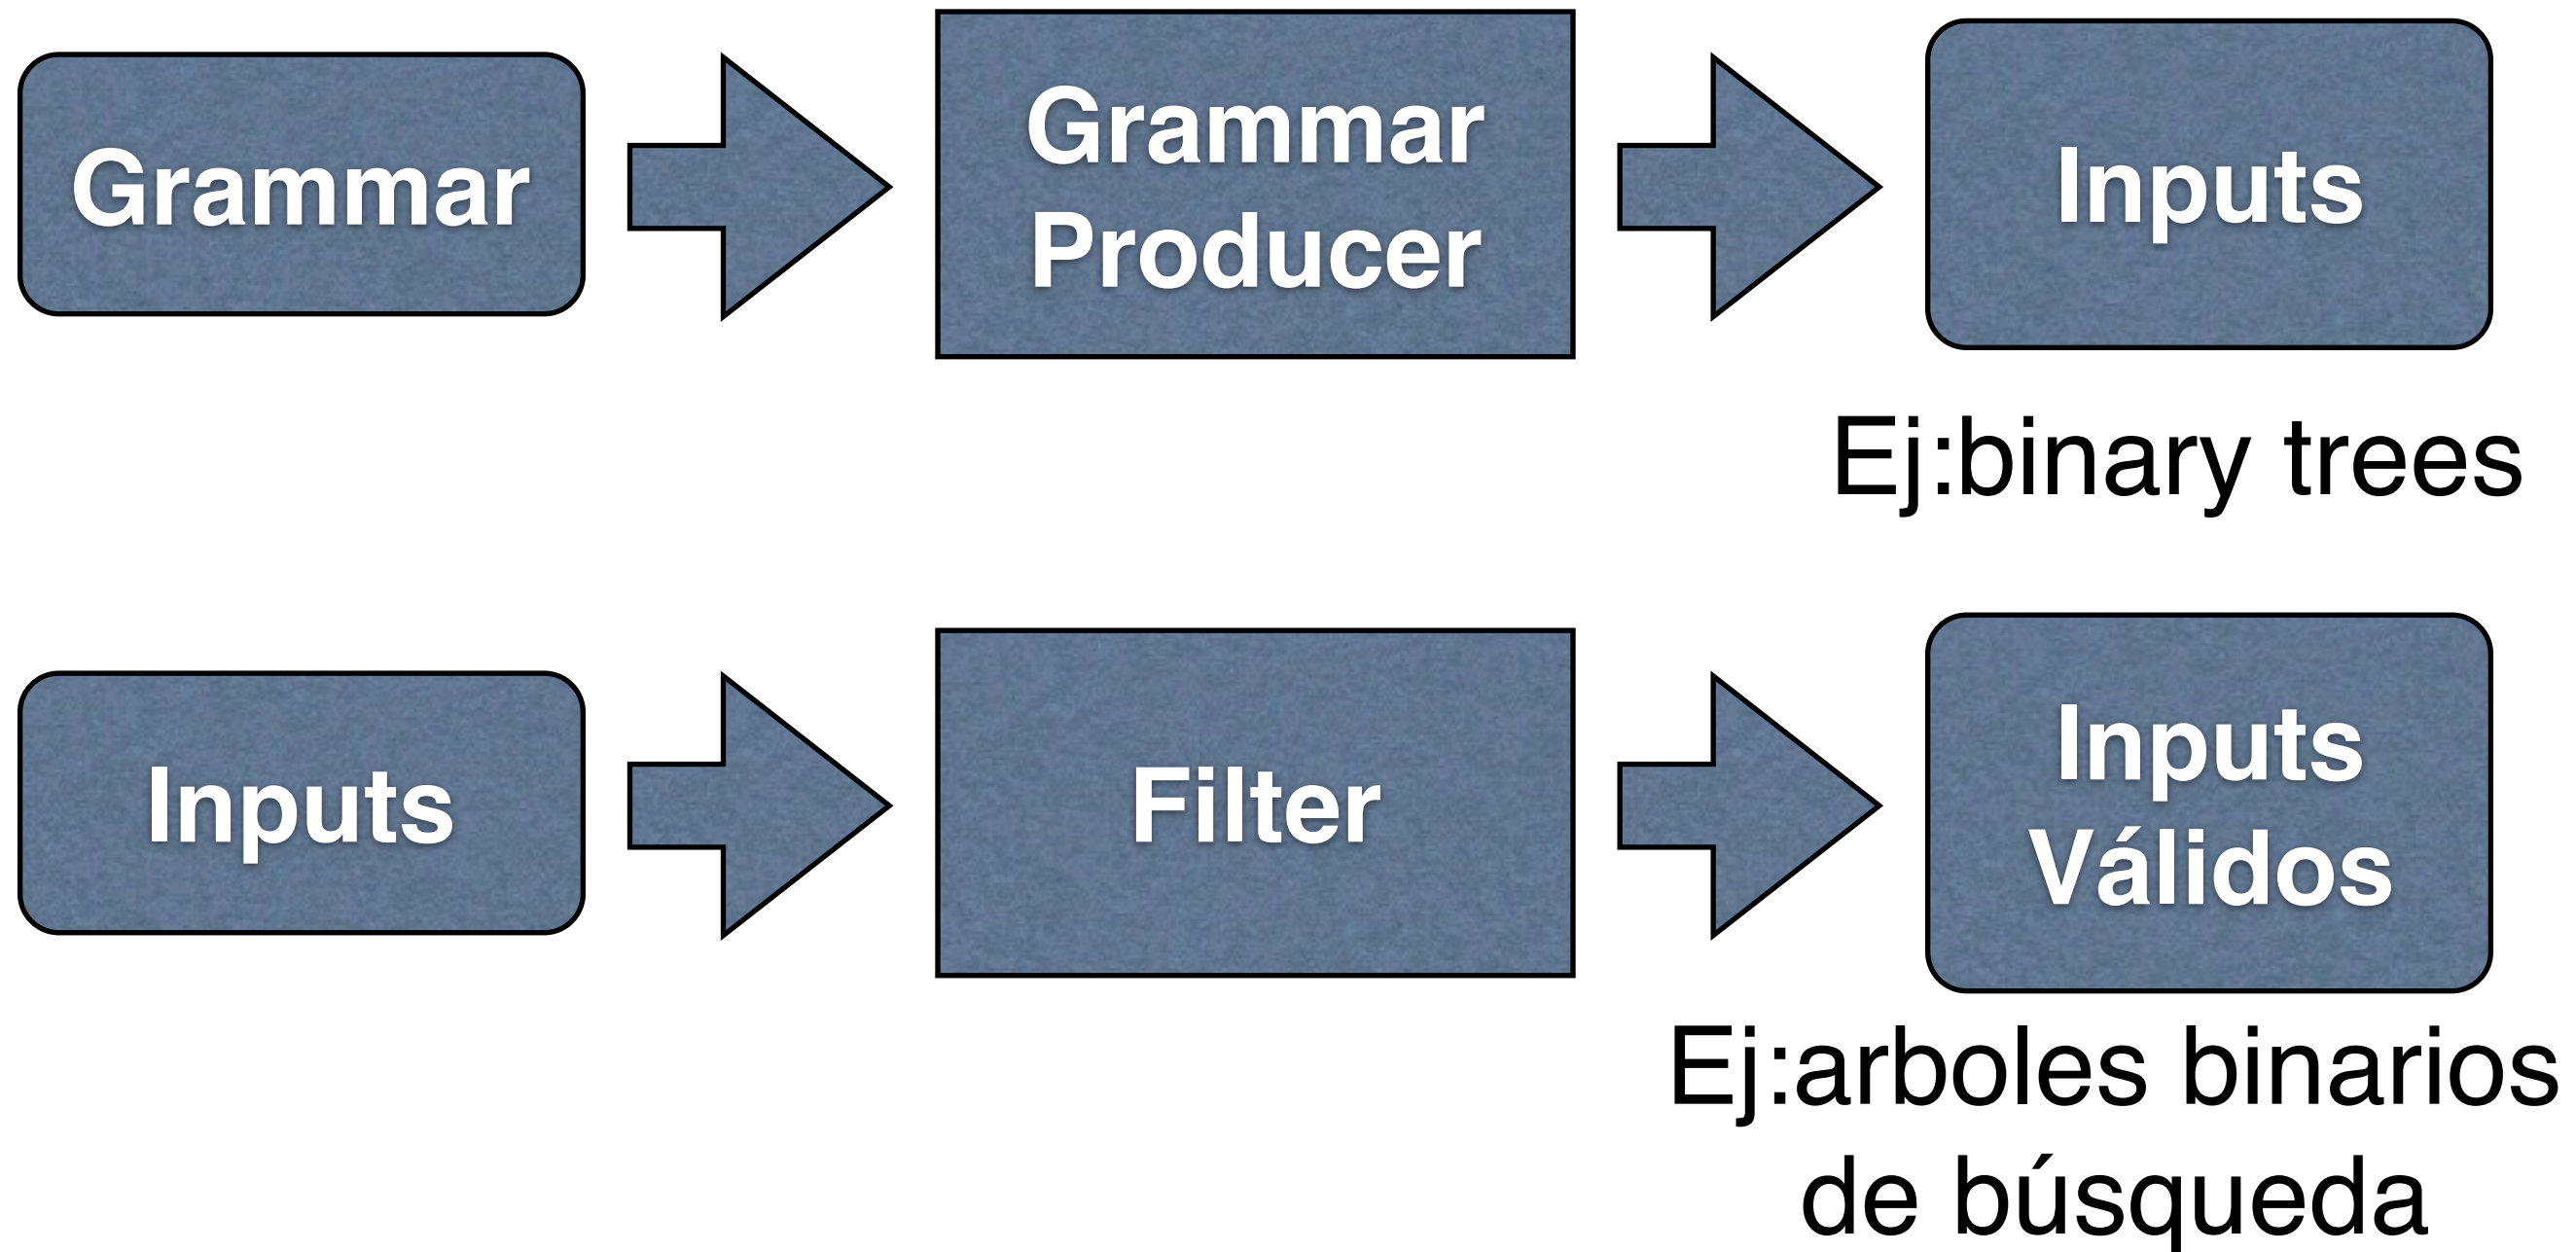 Grammar
Grammar
Producer
Inputs
Ej:binary trees
Inputs
Filter
Inputs
Válidos
Ej:arboles binarios
de búsqueda